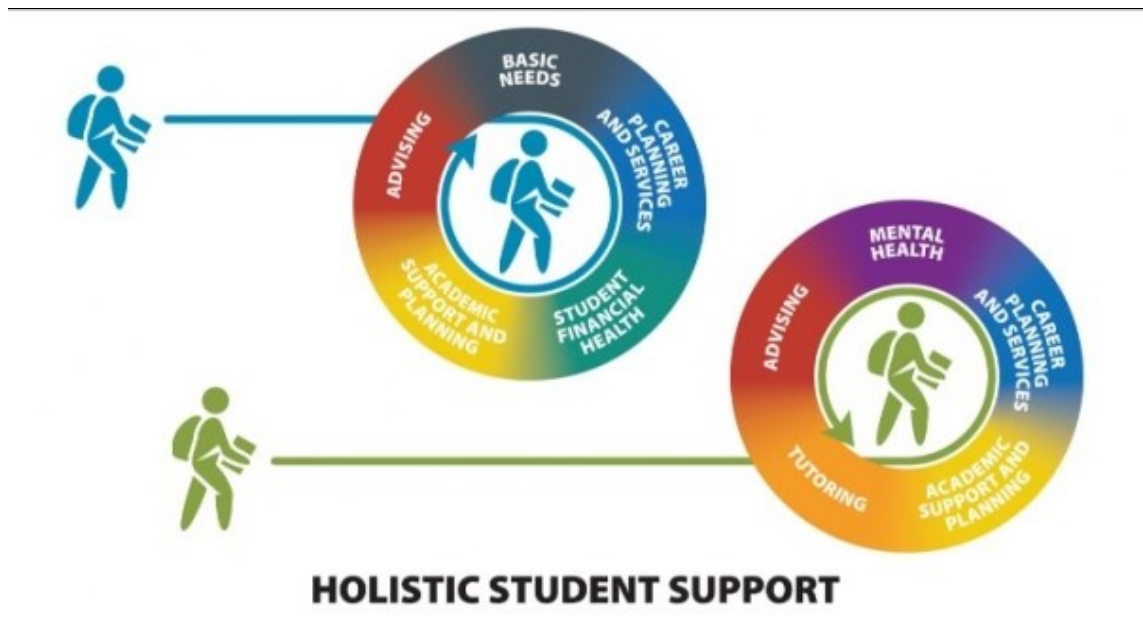 BASIC
NEEDS
CAREER
PLANNING
AND SERVICES
STUDENT
FINANCIAL
HEALTH
ACADEMIC
SUPPORT AND
PLANNING
ADVISING
MENTAL
HEALTH
CAREER
PLANNING
AND SERVICES
ACADEMIC
SUPPORT AND
PLANNING
TUTORING
ADVISING
HOLISTIC STUDENT SUPPORT